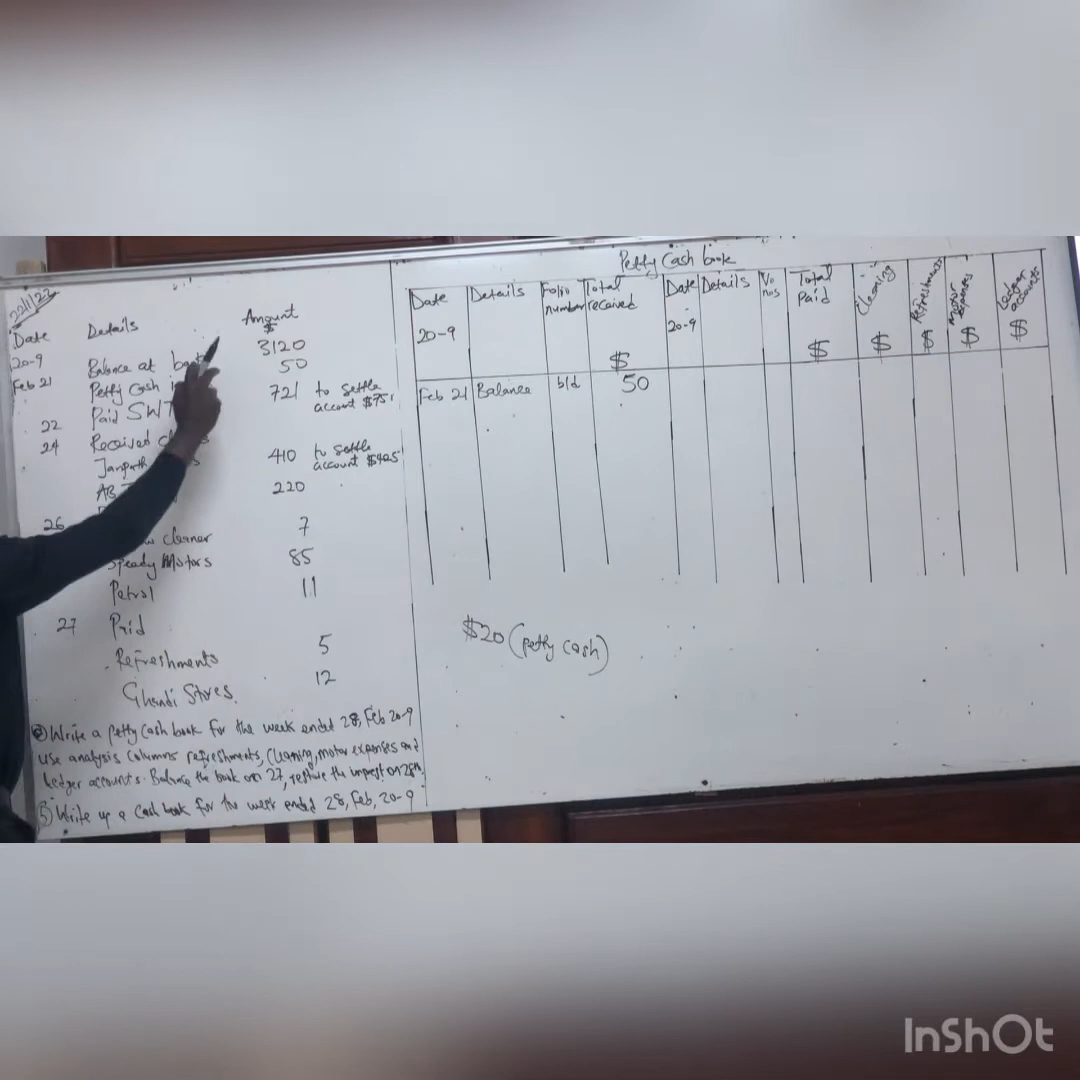 22/1/23
Date Details Amount
$
20-9 Balance at bank 3120
Feb 21 Petty Cash 50
22 Paid SWT 721 to settle
account $75
24 Received
410 to settle
account $425
AB 220
26
cleaner 7
Speedy Motors 85
Petrol 11
27 Paid
Refreshments 5
Ghandi Stores. 12
a) Write a petty cash book for the week ended 28, Feb 20-9
use analysis columns refreshments, cleaning, motor expenses and
ledger accounts. Balance the book on 27, restore the imprest on 28th.
b) Write up a cash book for the week ended 28, Feb, 20-9
Petty Cash book
Date Details Folio number Total received Date Details Vo nos Total Paid Cleaning Refreshments Motor expenses Ledger accounts
20-9 20-9
$ $ $ $ $ $
Feb 21 Balance b/d 50
$20 (petty cash)
InShOt